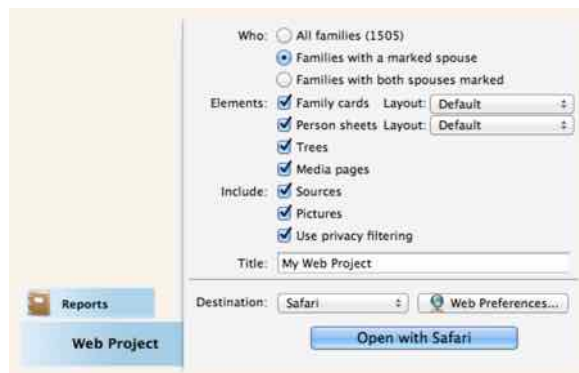 Who: All families (1505)
Families with a marked spouse
Families with both spouses marked
Elements: Family cards Layout: Default
Person sheets Layout: Default
Trees
Media pages
Include: Sources
Pictures
Use privacy filtering
Title: My Web Project
Reports
Destination: Safari Web Preferences...
Web Project
Open with Safari